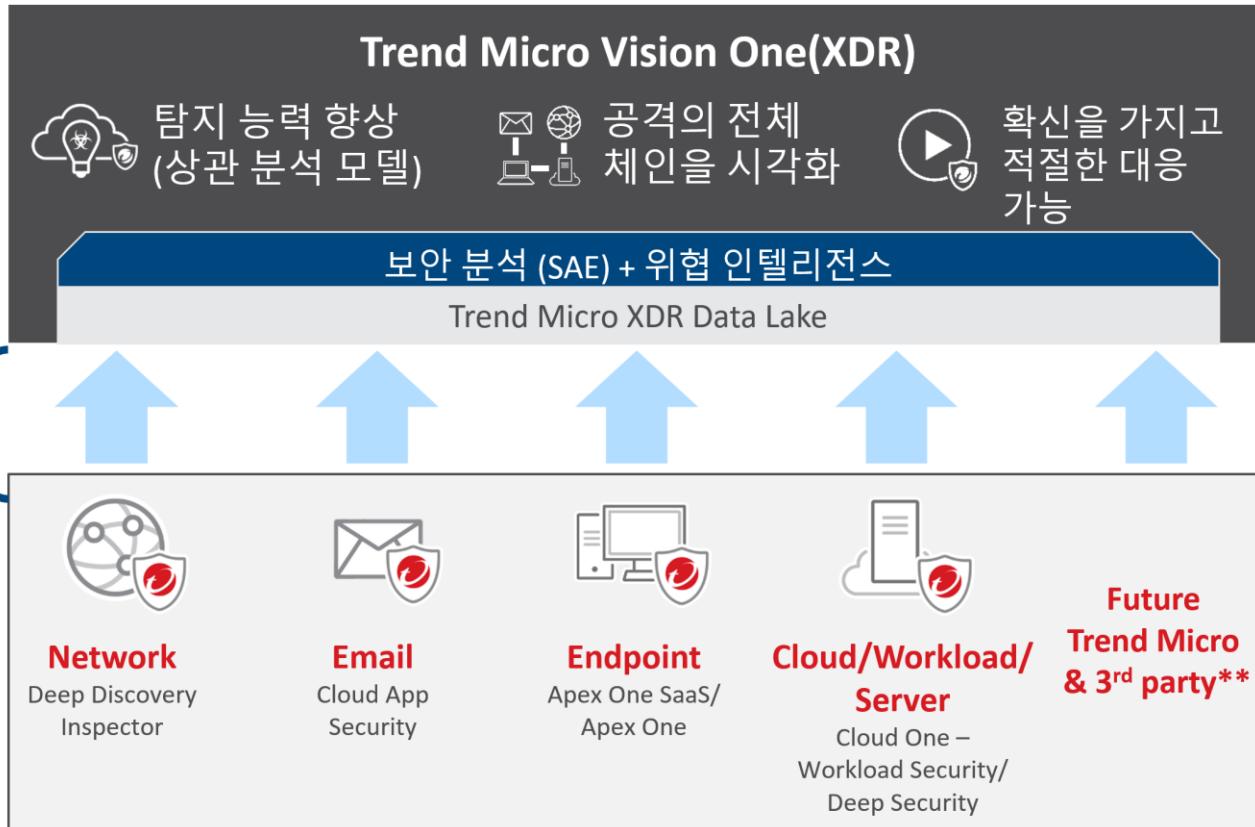 Trend Micro Vision One(XDR)
탐지 능력 향상
(상관 분석 모델)
공격의 전체
체인을 시각화
확신을 가지고
적절한 대응
가능
보안 분석 (SAE) + 위협 인텔리전스
Trend Micro XDR Data Lake
Network
Deep Discovery
Inspector
Email
Cloud App
Security
Endpoint
Apex One SaaS/
Apex One
Cloud/Workload/
Server
Cloud One –
Workload Security/
Deep Security
Future
Trend Micro
& 3rd party**